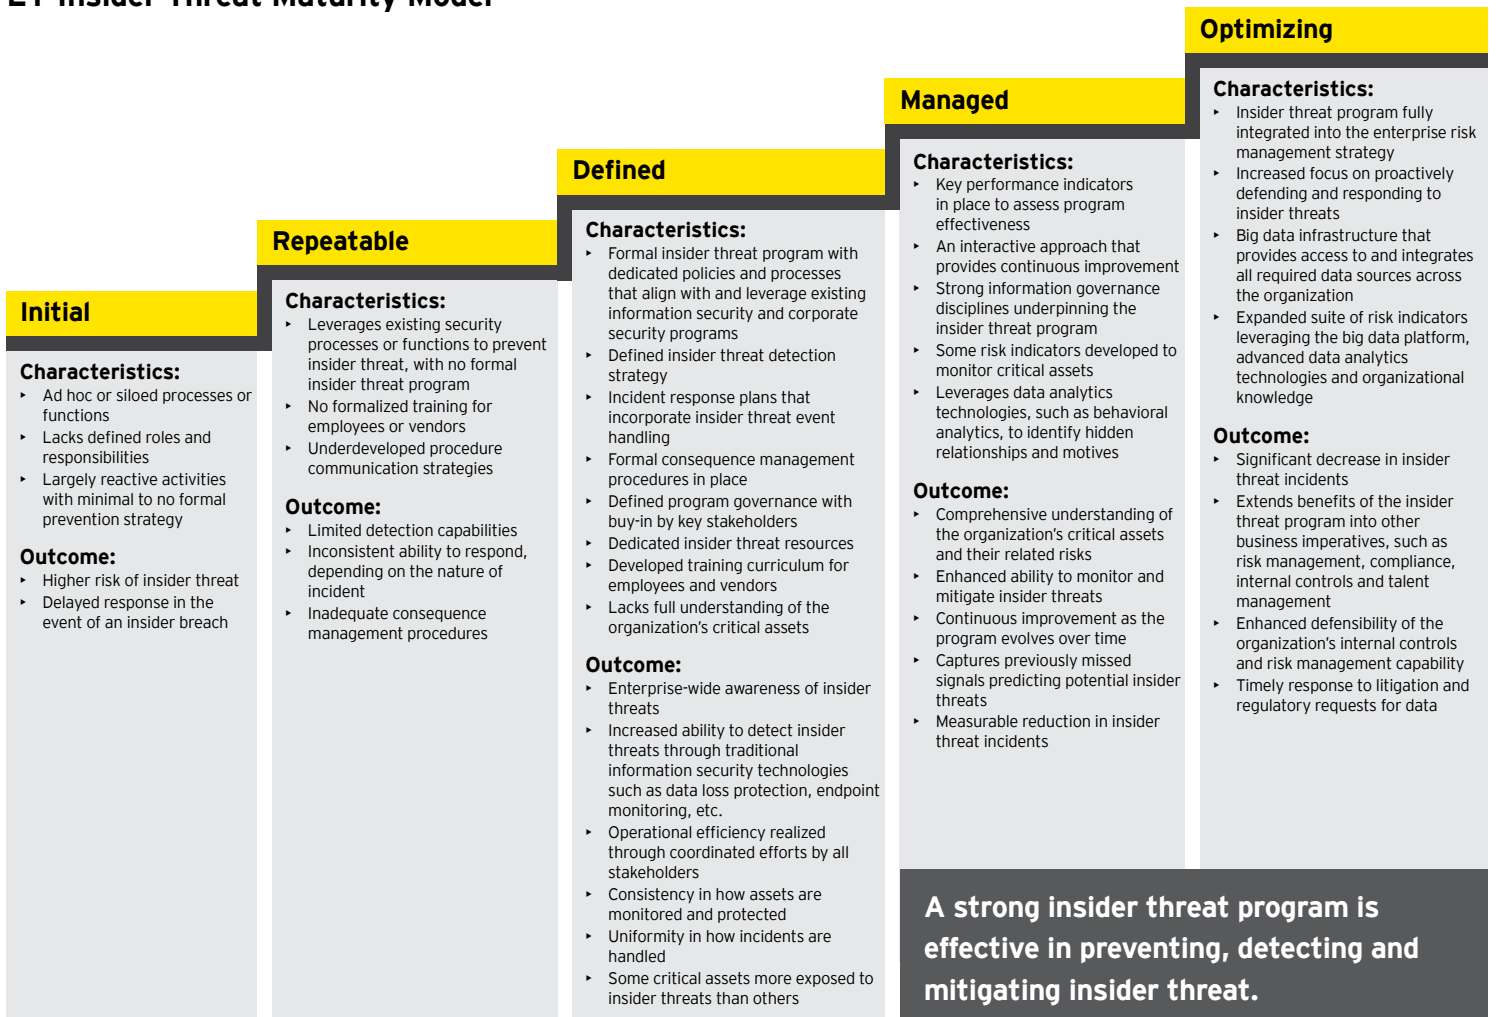 EY Insider Threat Maturity Model
Initial
Characteristics:
‣ Ad hoc or siloed processes or
functions
‣ Lacks defined roles and
responsibilities
‣ Largely reactive activities
with minimal to no formal
prevention strategy
Outcome:
‣ Higher risk of insider threat
‣ Delayed response in the
event of an insider breach
Repeatable
Characteristics:
‣ Leverages existing security
processes or functions to prevent
insider threat, with no formal
insider threat program
‣ No formalized training for
employees or vendors
‣ Underdeveloped procedure
communication strategies
Outcome:
‣ Limited detection capabilities
‣ Inconsistent ability to respond,
depending on the nature of
incident
‣ Inadequate consequence
management procedures
Defined
Characteristics:
‣ Formal insider threat program with
dedicated policies and processes
that align with and leverage existing
information security and corporate
security programs
‣ Defined insider threat detection
strategy
‣ Incident response plans that
incorporate insider threat event
handling
‣ Formal consequence management
procedures in place
‣ Defined program governance with
buy-in by key stakeholders
‣ Dedicated insider threat resources
‣ Developed training curriculum for
employees and vendors
‣ Lacks full understanding of the
organization's critical assets
Outcome:
‣ Enterprise-wide awareness of insider
threats
‣ Increased ability to detect insider
threats through traditional
information security technologies
such as data loss protection, endpoint
monitoring, etc.
‣ Operational efficiency realized
through coordinated efforts by all
stakeholders
‣ Consistency in how assets are
monitored and protected
‣ Uniformity in how incidents are
handled
‣ Some critical assets more exposed to
insider threats than others
Managed
Characteristics:
‣ Key performance indicators
in place to assess program
effectiveness
‣ An interactive approach that
provides continuous improvement
‣ Strong information governance
disciplines underpinning the
insider threat program
‣ Some risk indicators developed to
monitor critical assets
‣ Leverages data analytics
technologies, such as behavioral
analytics, to identify hidden
relationships and motives
Outcome:
‣ Comprehensive understanding of
the organization's critical assets
and their related risks
‣ Enhanced ability to monitor and
mitigate insider threats
‣ Continuous improvement as the
program evolves over time
‣ Captures previously missed
signals predicting potential insider
threats
‣ Measurable reduction in insider
threat incidents
Optimizing
Characteristics:
‣ Insider threat program fully
integrated into the enterprise risk
management strategy
‣ Increased focus on proactively
defending and responding to
insider threats
‣ Big data infrastructure that
provides access to and integrates
all required data sources across
the organization
‣ Expanded suite of risk indicators
leveraging the big data platform,
advanced data analytics
technologies and organizational
knowledge
Outcome:
‣ Significant decrease in insider
threat incidents
‣ Extends benefits of the insider
threat program into other
business imperatives, such as
risk management, compliance,
internal controls and talent
management
‣ Enhanced defensibility of the
organization's internal controls
and risk management capability
‣ Timely response to litigation and
regulatory requests for data
A strong insider threat program is
effective in preventing, detecting and
mitigating insider threat.